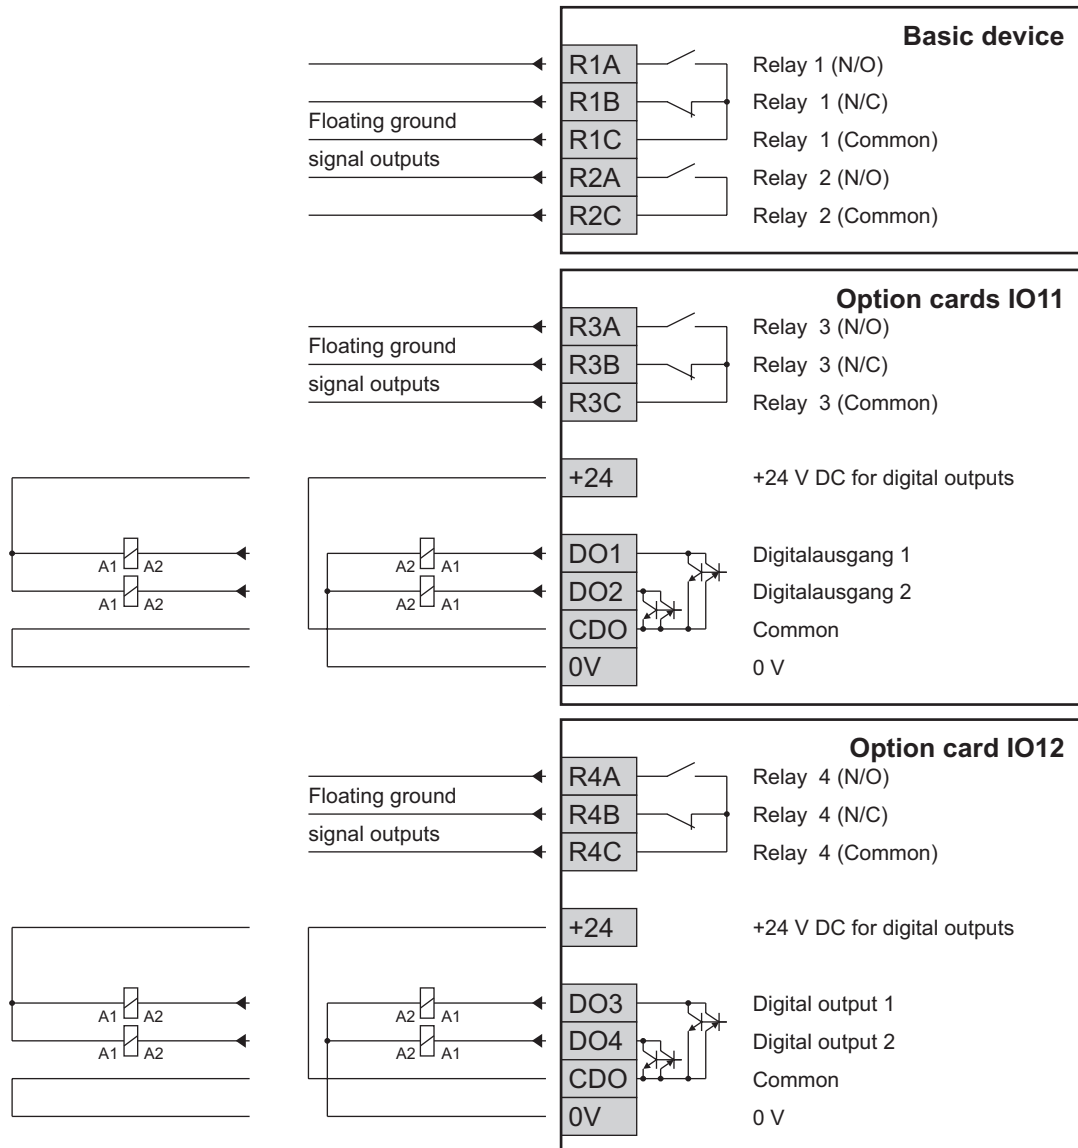 Basic device
R1A Relay 1 (N/O)
R1B Relay 1 (N/C)
Floating ground
R1C Relay 1 (Common)
signal outputs
R2A Relay 2 (N/O)
R2C Relay 2 (Common)
Option cards IO11
R3A Relay 3 (N/O)
Floating ground
R3B Relay 3 (N/C)
signal outputs
R3C Relay 3 (Common)
+24 +24 V DC for digital outputs
DO1 Digitalausgang 1
A1 A2 A2 A1
DO2 Digitalausgang 2
A1 A2 A2 A1
CDO Common
0V 0 V
Option card IO12
R4A Relay 4 (N/O)
Floating ground
R4B Relay 4 (N/C)
signal outputs
R4C Relay 4 (Common)
+24 +24 V DC for digital outputs
DO3 Digital output 1
A1 A2 A2 A1
DO4 Digital output 2
A1 A2 A2 A1
CDO Common
0V 0 V